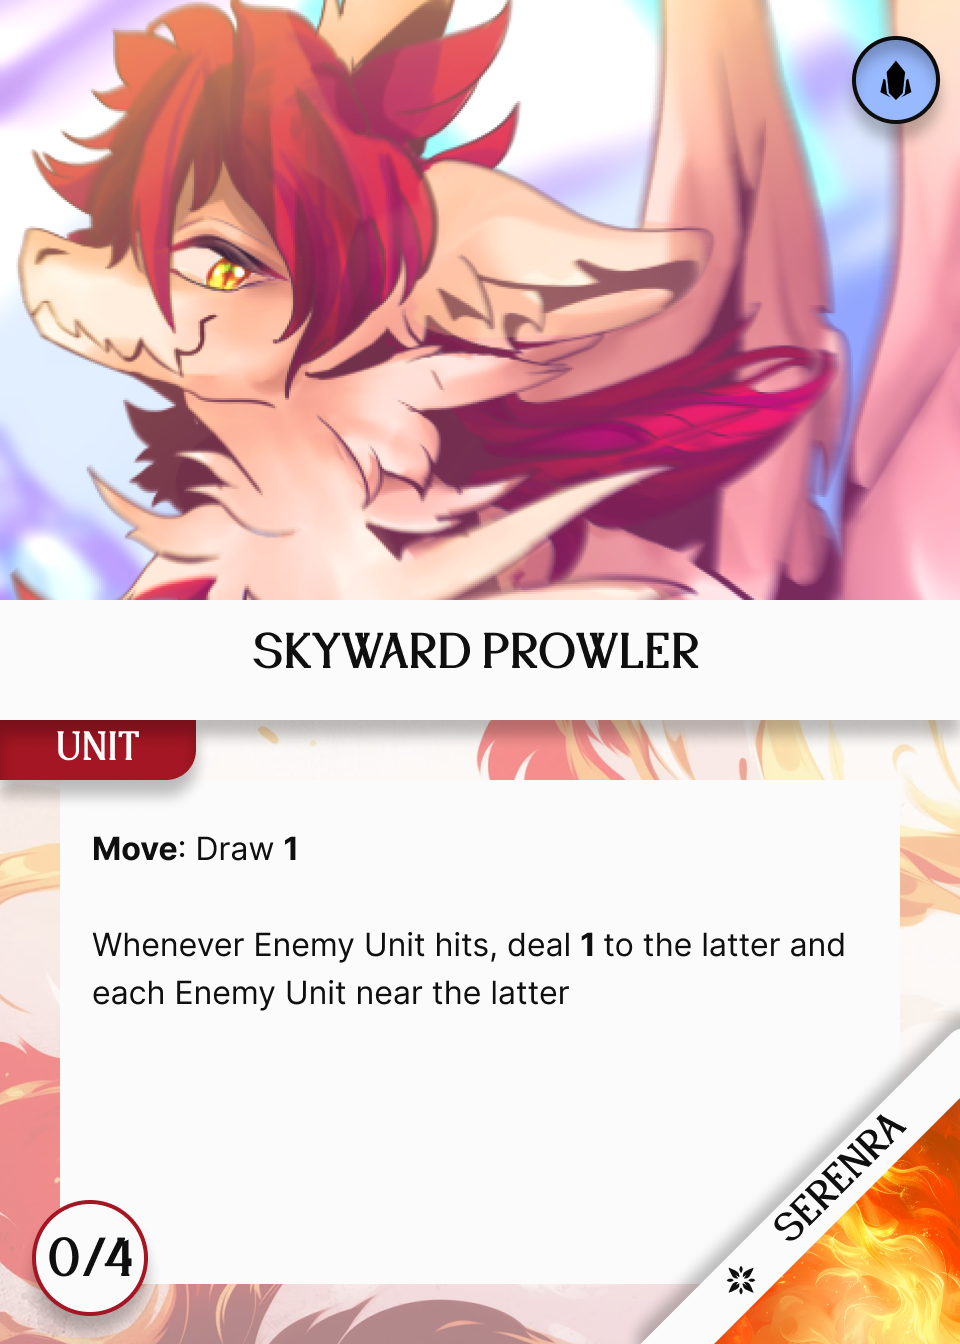 SKYWARD PROWLER
UNIT
Move: Draw 1
Whenever Enemy Unit hits, deal 1 to the latter and
each Enemy Unit near the latter
SERENRA
0/4